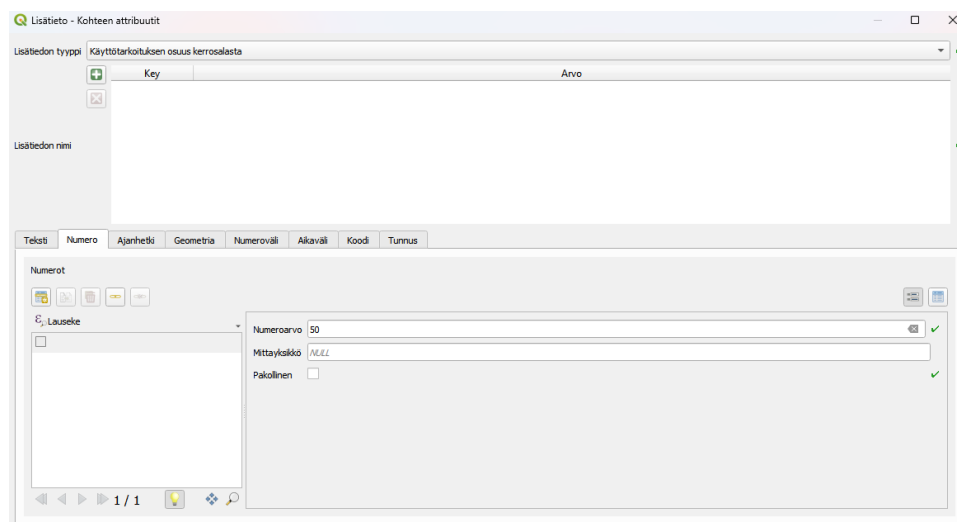 Lisätieto - Kohteen attribuutit
Lisätiedon tyyppi Käyttötarkoituksen osuus kerrosalasta
Key Arvo
Lisätiedon nimi
Teksti Numero Ajanhetki Geometria Numeroväli Aikaväli Koodi Tunnus
Numerot
Lauseke
Numeroarvo 50
Mittayksikkö NULL
Pakollinen
1 / 1